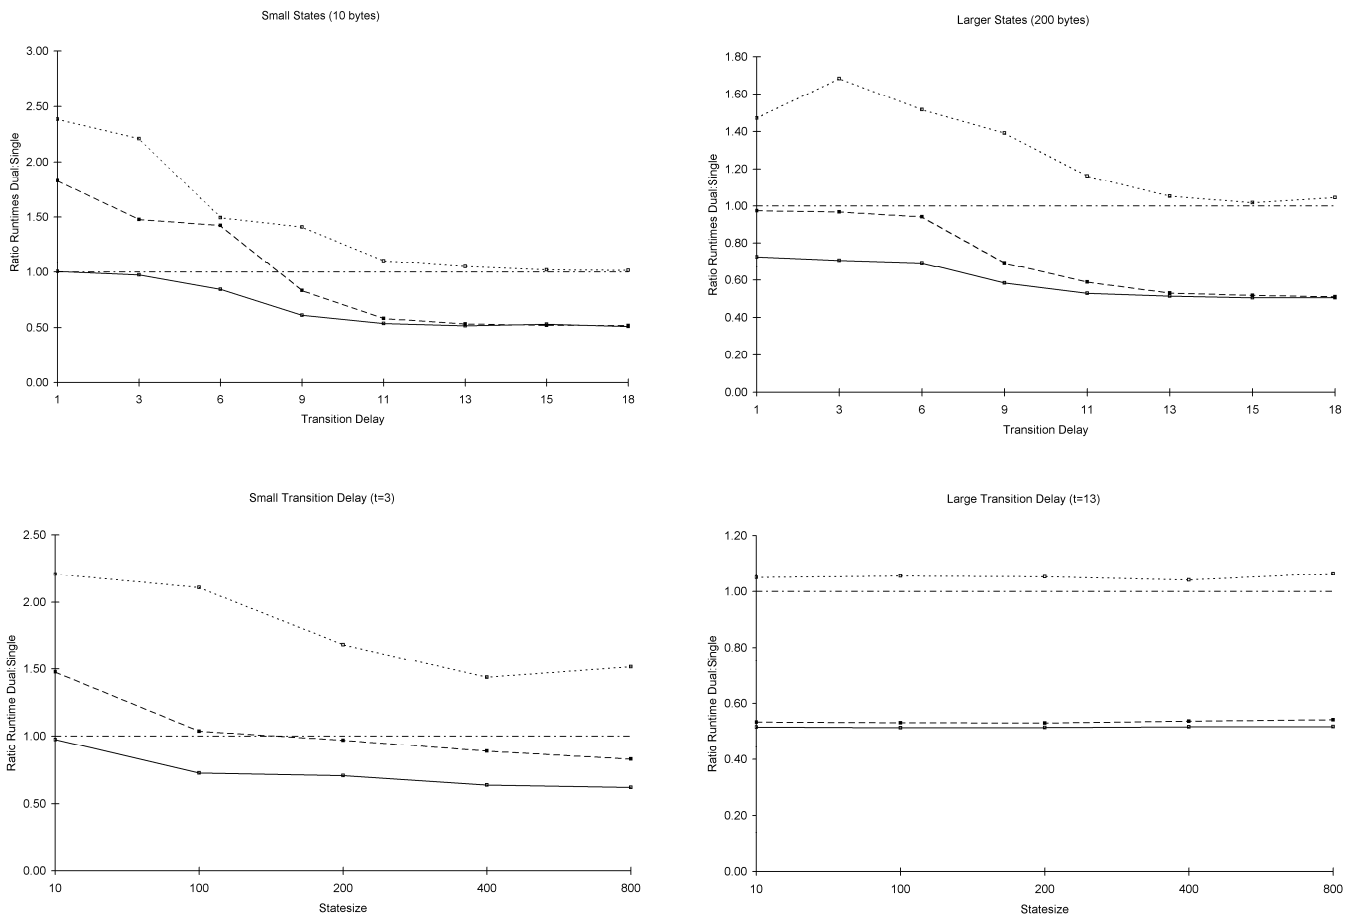 Small States (10 bytes)
3.00
2.50
2.00
1.50
1.00
0.50
0.00
Ratio Runtimes Dual:Single
1 3 6 9 11 13 15 18
Transition Delay
Larger States (200 bytes)
1.80
1.60
1.40
1.20
1.00
0.80
0.60
0.40
0.20
0.00
Ratio Runtimes Dual:Single
1 3 6 9 11 13 15 18
Transition Delay
Small Transition Delay (t=3)
2.50
2.00
1.50
1.00
0.50
0.00
Ratio Runtime Dual:Single
10 100 200 400 800
Statesize
Large Transition Delay (t=13)
1.20
1.00
0.80
0.60
0.40
0.20
0.00
Ratio Runtime Dual:Single
10 100 200 400 800
Statesize